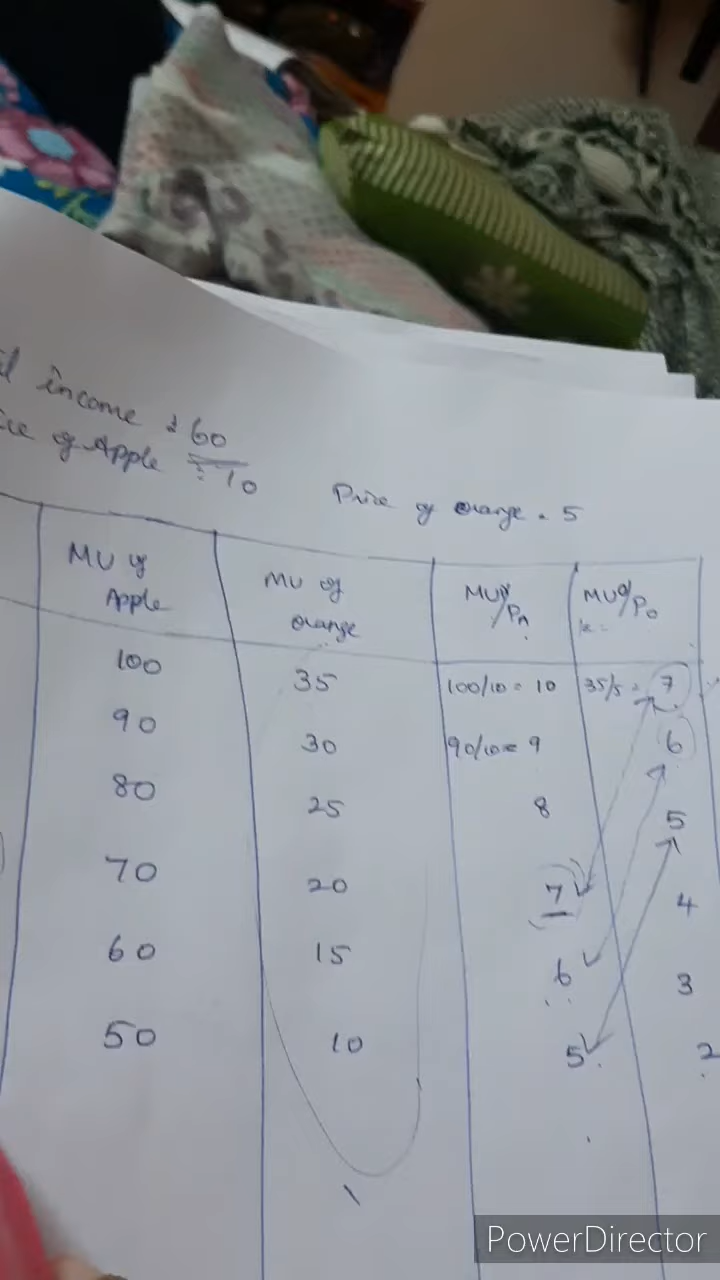 income 60
of Apple : 10
Price of orange = 5
MU of Apple
MU of orange
MU /Pn
MU /Po
100 35 100/10 = 10 35/5 = 7
90 30 90/10 = 9 6
80 25 8 5
70 20 7 4
60 15 6 3
50 10 5 2
PowerDirector